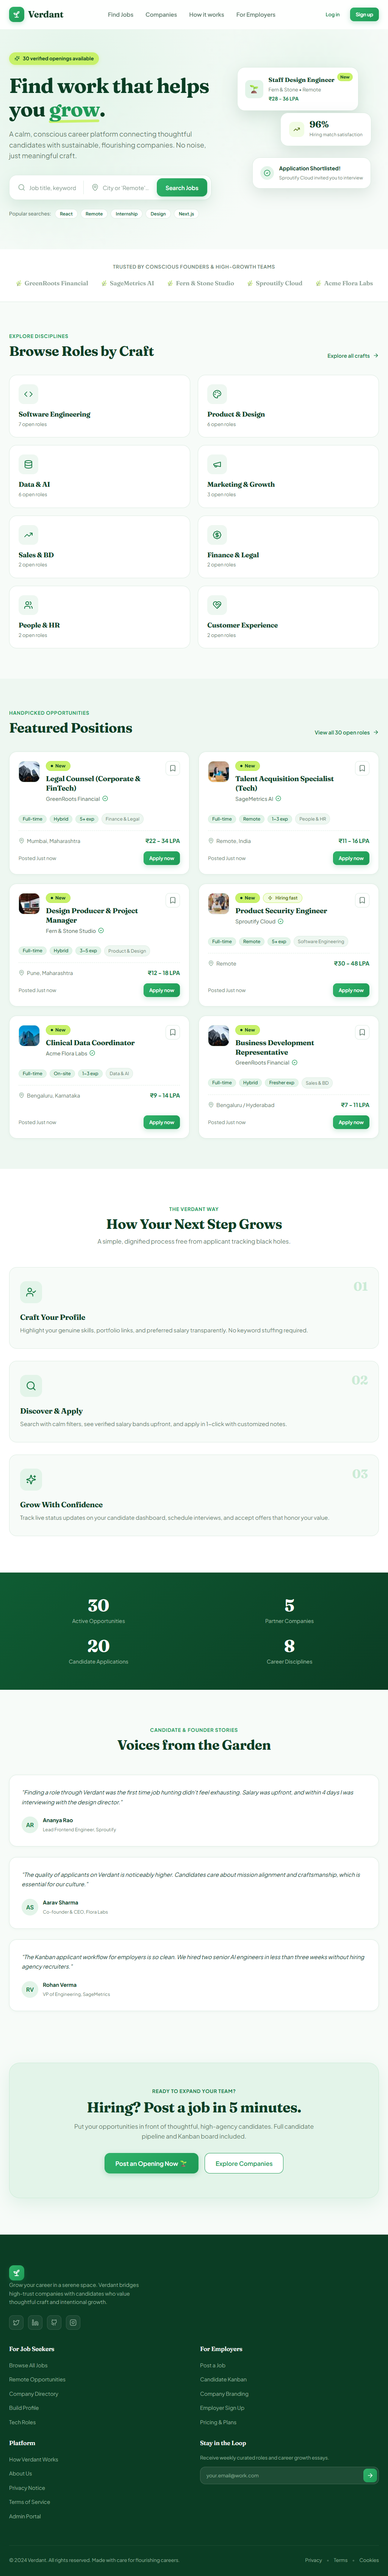 Verdant
Find Jobs
Companies
How it works
For Employers
Log in
Sign up
30 verified openings available
Find work that helps
you grow.
A calm, conscious career platform connecting thoughtful
candidates with sustainable, flourishing companies. No noise,
just meaningful craft.
Job title, keyword
City or 'Remote'...
Search Jobs
Popular searches:
React
Remote
Internship
Design
Next.js
Staff Design Engineer
New
Fern & Stone • Remote
₹28 - 36 LPA
96%
Hiring match satisfaction
Application Shortlisted!
Sproutify Cloud invited you to interview
TRUSTED BY CONSCIOUS FOUNDERS & HIGH-GROWTH TEAMS
GreenRoots Financial
SageMetrics AI
Fern & Stone Studio
Sproutify Cloud
Acme Flora Labs
EXPLORE DISCIPLINES
Browse Roles by Craft
Explore all crafts
Software Engineering
7 open roles
Product & Design
6 open roles
Data & AI
6 open roles
Marketing & Growth
3 open roles
Sales & BD
2 open roles
Finance & Legal
2 open roles
People & HR
2 open roles
Customer Experience
2 open roles
HANDPICKED OPPORTUNITIES
Featured Positions
View all 30 open roles
New
Legal Counsel (Corporate &
FinTech)
GreenRoots Financial
Full-time
Hybrid
5+ exp
Finance & Legal
Mumbai, Maharashtra
₹22 - 34 LPA
Posted Just now
Apply now
New
Talent Acquisition Specialist
(Tech)
SageMetrics AI
Full-time
Remote
1-3 exp
People & HR
Remote, India
₹11 - 16 LPA
Posted Just now
Apply now
New
Design Producer & Project
Manager
Fern & Stone Studio
Full-time
Hybrid
3-5 exp
Product & Design
Pune, Maharashtra
₹12 - 18 LPA
Posted Just now
Apply now
New
Hiring fast
Product Security Engineer
Sproutify Cloud
Full-time
Remote
5+ exp
Software Engineering
Remote
₹30 - 48 LPA
Posted Just now
Apply now
New
Clinical Data Coordinator
Acme Flora Labs
Full-time
On-site
1-3 exp
Data & AI
Bengaluru, Karnataka
₹9 - 14 LPA
Posted Just now
Apply now
New
Business Development
Representative
GreenRoots Financial
Full-time
Hybrid
Fresher exp
Sales & BD
Bengaluru / Hyderabad
₹7 - 11 LPA
Posted Just now
Apply now
THE VERDANT WAY
How Your Next Step Grows
A simple, dignified process free from applicant tracking black holes.
01
Craft Your Profile
Highlight your genuine skills, portfolio links, and preferred salary transparently. No keyword stuffing required.
02
Discover & Apply
Search with calm filters, see verified salary bands upfront, and apply in 1-click with customized notes.
03
Grow With Confidence
Track live status updates on your candidate dashboard, schedule interviews, and accept offers that honor your value.
30
Active Opportunities
5
Partner Companies
20
Candidate Applications
8
Career Disciplines
CANDIDATE & FOUNDER STORIES
Voices from the Garden
"Finding a role through Verdant was the first time job hunting didn't feel exhausting. Salary was upfront, and within 4 days I was
interviewing with the design director."
AR
Ananya Rao
Lead Frontend Engineer, Sproutify
"The quality of applicants on Verdant is noticeably higher. Candidates care about mission alignment and craftsmanship, which is
essential for our culture."
AS
Aarav Sharma
Co-founder & CEO, Flora Labs
"The Kanban applicant workflow for employers is so clean. We hired two senior AI engineers in less than three weeks without hiring
agency recruiters."
RV
Rohan Verma
VP of Engineering, SageMetrics
READY TO EXPAND YOUR TEAM?
Hiring? Post a job in 5 minutes.
Put your opportunities in front of thoughtful, high-agency candidates. Full candidate
pipeline and Kanban board included.
Post an Opening Now
Explore Companies
Grow your career in a serene space. Verdant bridges
high-trust companies with candidates who value
thoughtful craft and intentional growth.
For Job Seekers
Browse All Jobs
Remote Opportunities
Company Directory
Build Profile
Tech Roles
For Employers
Post a Job
Candidate Kanban
Company Branding
Employer Sign Up
Pricing & Plans
Platform
How Verdant Works
About Us
Privacy Notice
Terms of Service
Admin Portal
Stay in the Loop
Receive weekly curated roles and career growth essays.
your.email@work.com
© 2024 Verdant. All rights reserved. Made with care for flourishing careers.
Privacy • Terms • Cookies